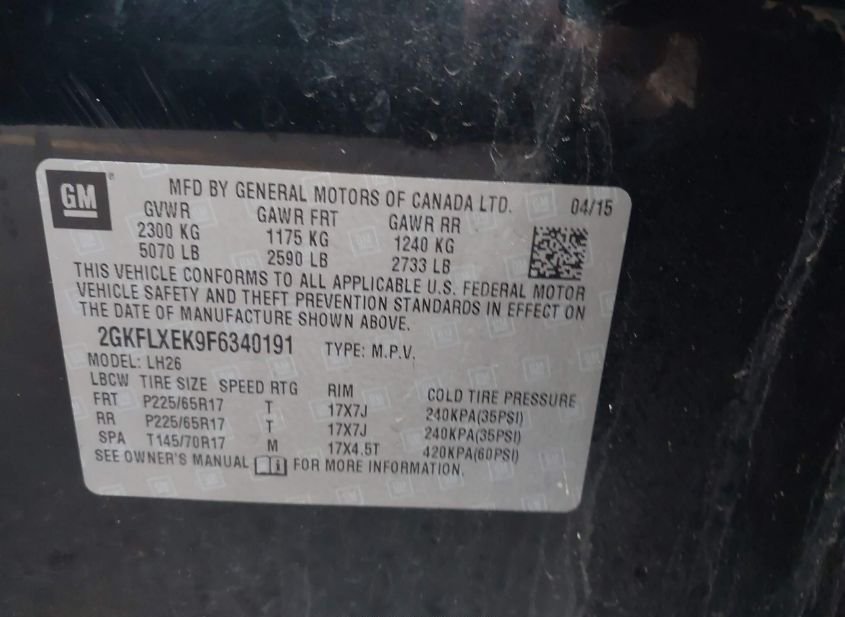 GM
MFD BY GENERAL MOTORS OF CANADA LTD. 04/15
GVWR GAWR FRT GAWR RR
2300 KG 1175 KG 1240 KG
5070 LB 2590 LB 2733 LB
THIS VEHICLE CONFORMS TO ALL APPLICABLE U.S. FEDERAL MOTOR
VEHICLE SAFETY AND THEFT PREVENTION STANDARDS IN EFFECT ON
THE DATE OF MANUFACTURE SHOWN ABOVE.
2GKFLXEK9F6340191 TYPE: M.P.V.
MODEL: LH26
LBCW TIRE SIZE SPEED RTG RIM COLD TIRE PRESSURE
FRT P225/65R17 T 17X7J 240KPA(35PSI)
RR P225/65R17 T 17X7J 240KPA(35PSI)
SPA T145/70R17 M 17X4.5T 420KPA(60PSI)
SEE OWNER'S MANUAL FOR MORE INFORMATION.